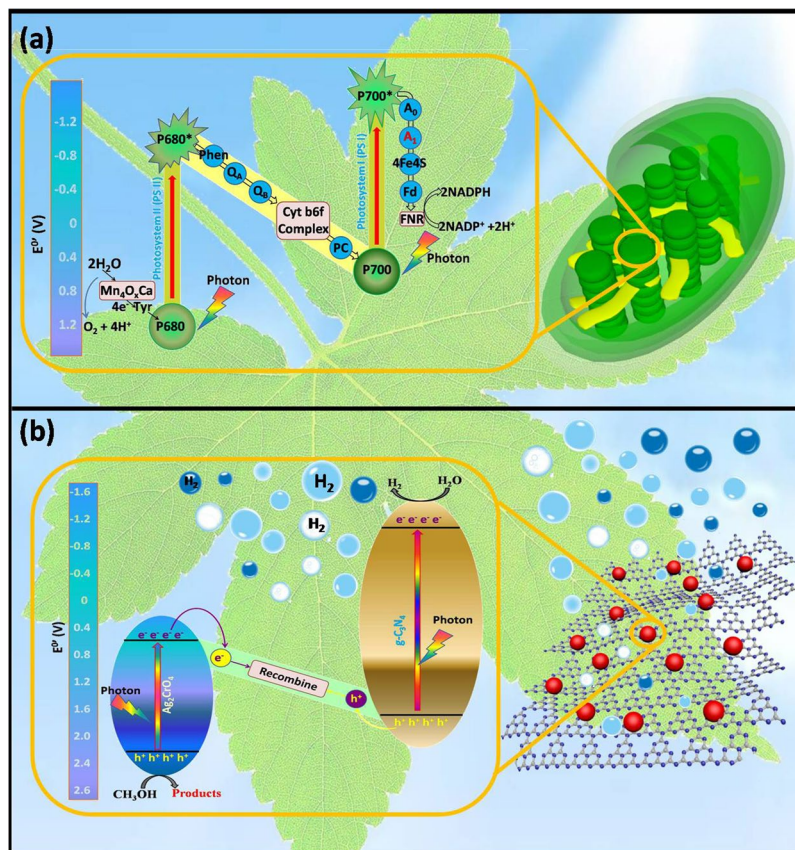 (a)
-1.2
-0.8
-0.4
0
0.4
0.8
1.2
E⁰' (V)
P680*
Phen
Q_A
Q_B
Cyt b6f
Complex
PC
Photosystem II (PS II)
2H₂O
Mn₄OₓCa
4e⁻ Tyr
O₂ + 4H⁺
P680
Photon
P700*
A₀
A₁
4Fe4S
Fd
FNR
2NADPH
2NADP⁺ +2H⁺
Photosystem I (PS I)
P700
Photon
(b)
-1.6
-1.2
-0.8
-0.4
0
0.4
0.8
1.2
1.6
2.0
2.2
2.6
E⁰' (V)
H₂
H₂
H₂
H₂
H₂O
e⁻ e⁻ e⁻ e⁻
g-C₃N₄
Photon
h⁺ h⁺ h⁺ h⁺
e⁻ e⁻ e⁻ e⁻
e⁻
Recombine
h⁺
Photon
Ag₂CrO₄
h⁺ h⁺ h⁺ h⁺
CH₃OH
Products